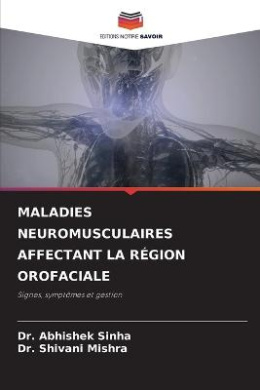 EDITIONS NOTRE SAVOIR
MALADIES
NEUROMUSCULAIRES
AFFECTANT LA RÉGION
OROFACIALE
Signes, symptômes et gestion
Dr. Abhishek Sinha
Dr. Shivani Mishra